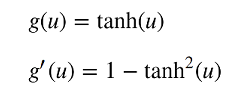 g(u) = tanh(u)
g′(u) = 1 − tanh²(u)